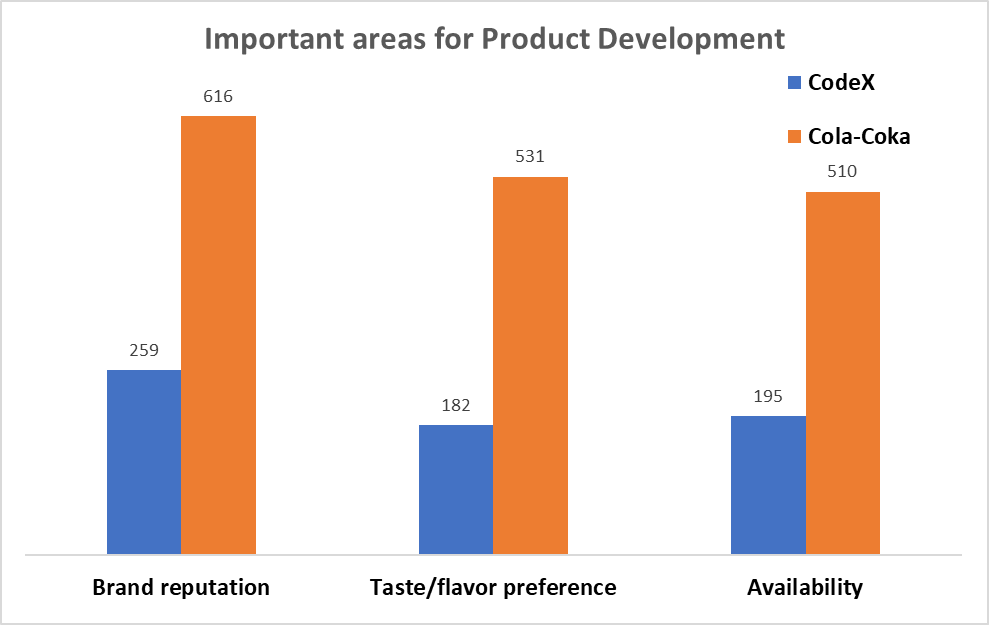 Important areas for Product Development
CodeX
Cola-Coka
616
531
510
259
182
195
Brand reputation
Taste/flavor preference
Availability